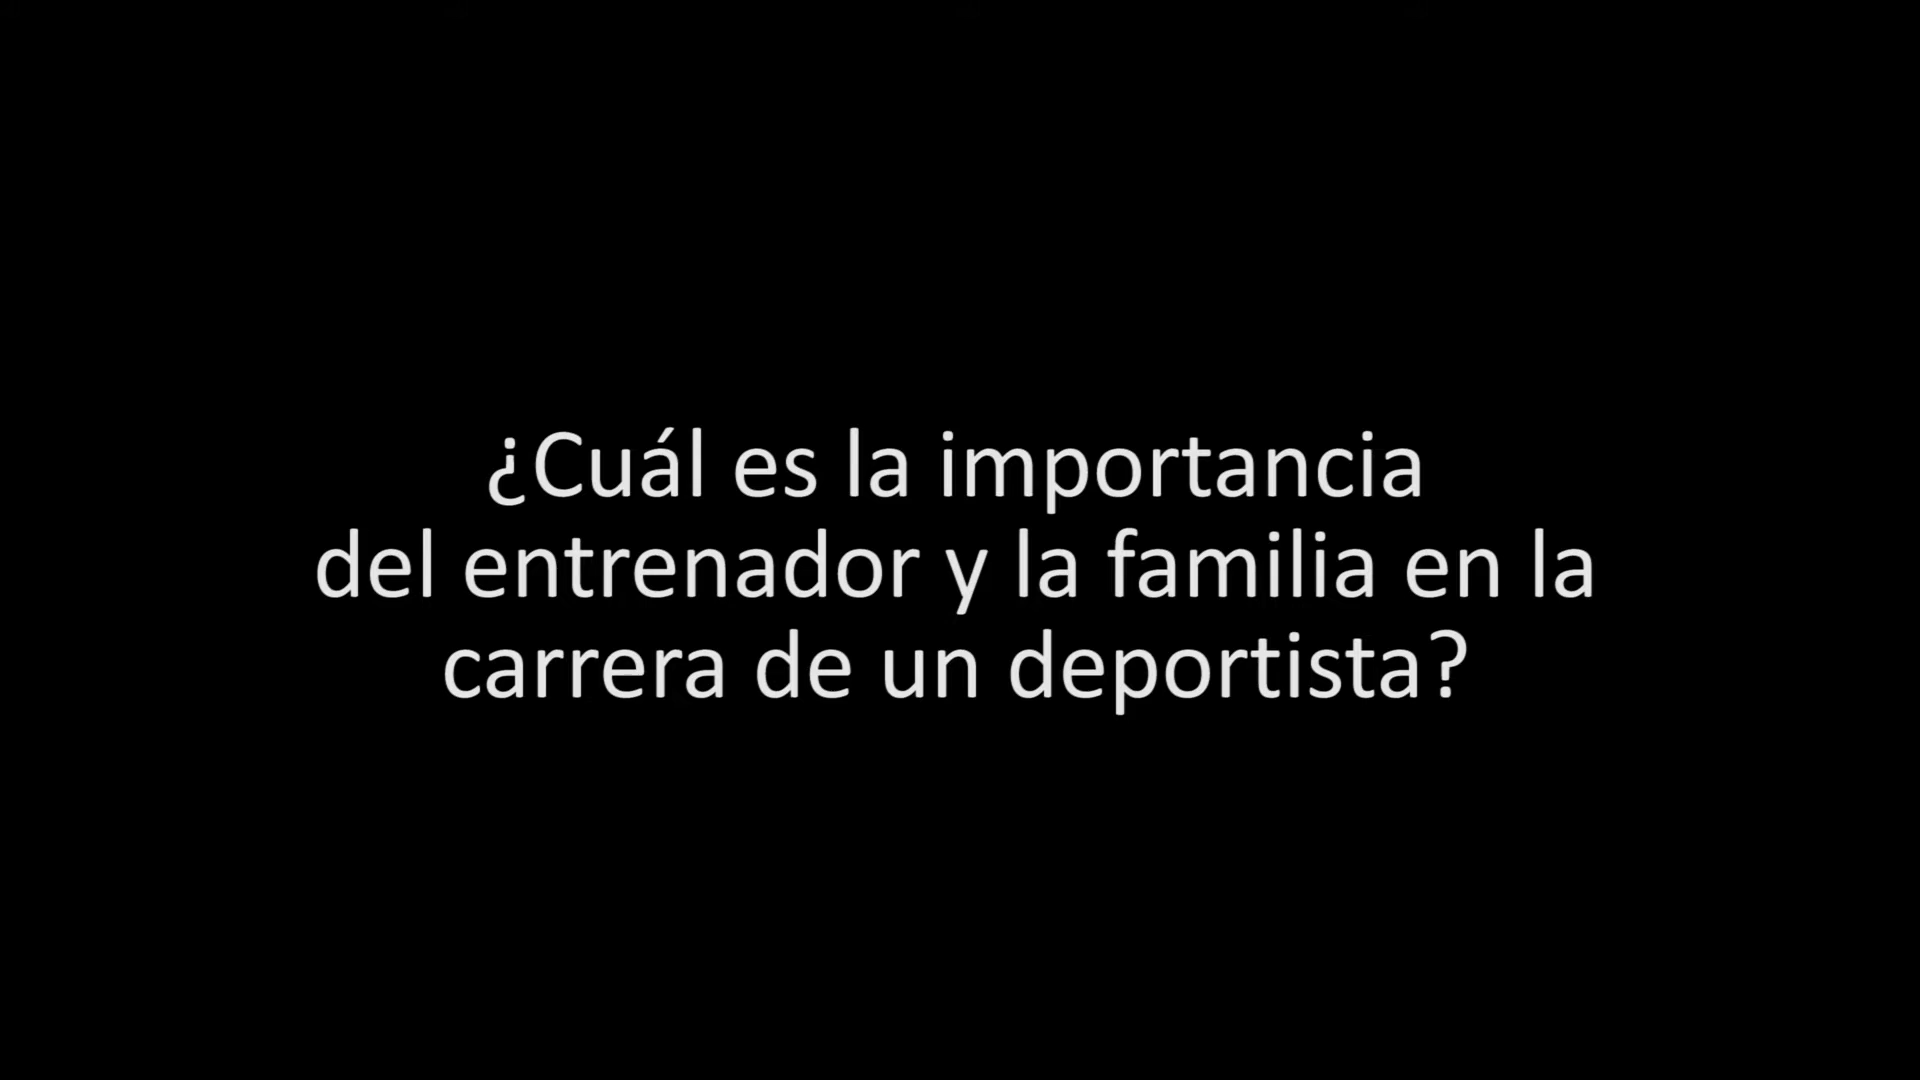 ¿Cuál es la importancia
del entrenador y la familia en la
carrera de un deportista?